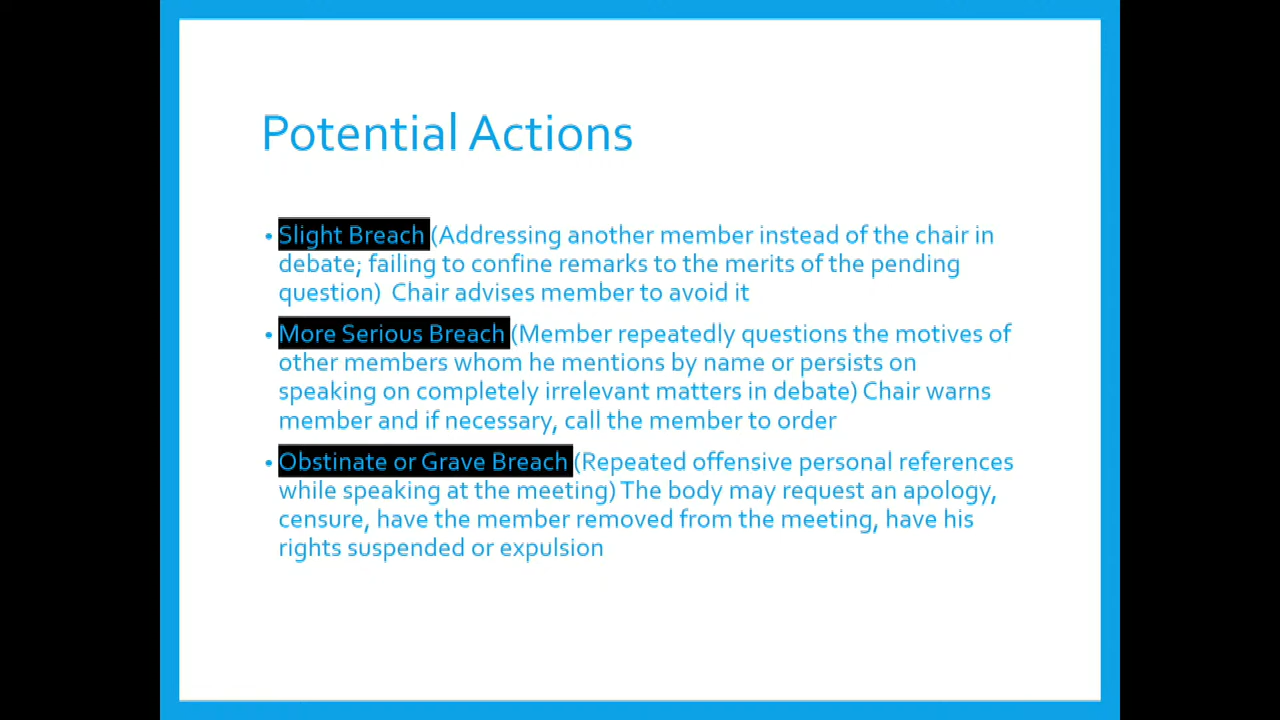 Potential Actions
• Slight Breach (Addressing another member instead of the chair in
debate; failing to confine remarks to the merits of the pending
question)  Chair advises member to avoid it
• More Serious Breach (Member repeatedly questions the motives of
other members whom he mentions by name or persists on
speaking on completely irrelevant matters in debate) Chair warns
member and if necessary, call the member to order
• Obstinate or Grave Breach (Repeated offensive personal references
while speaking at the meeting) The body may request an apology,
censure, have the member removed from the meeting, have his
rights suspended or expulsion